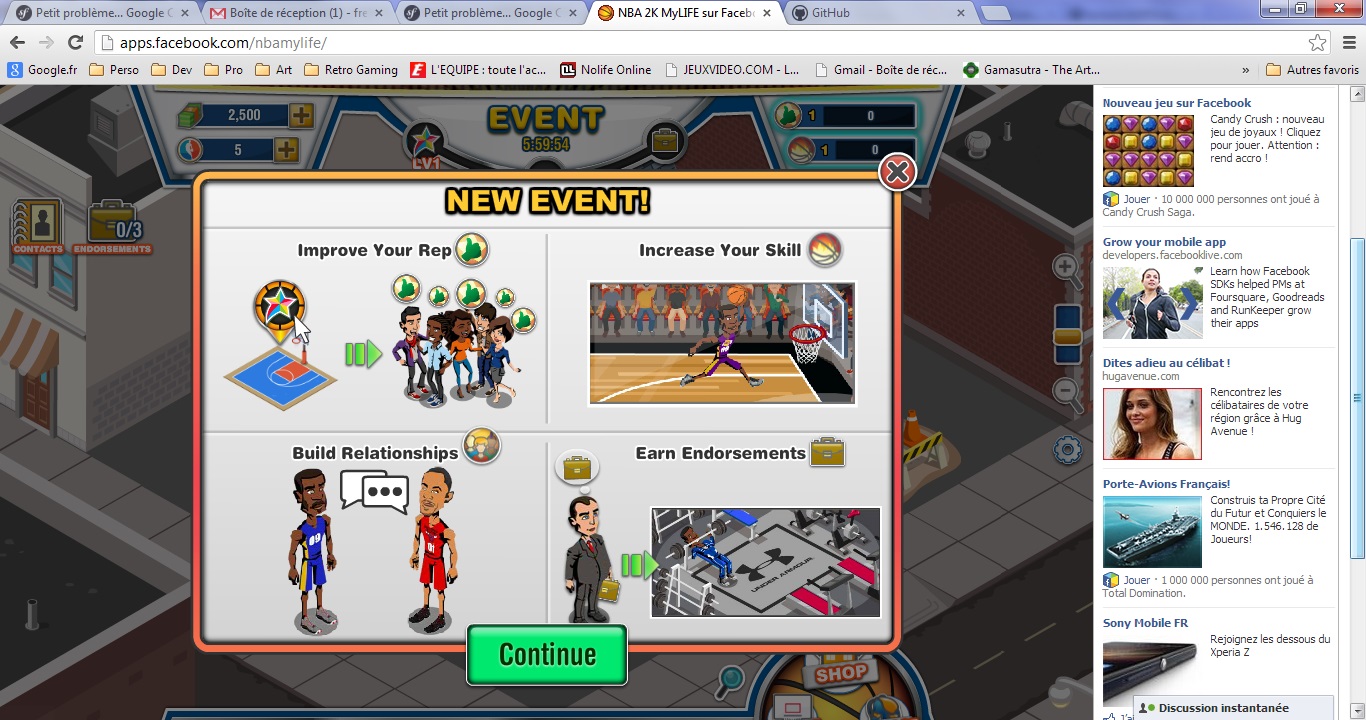 Petit problème... Google C
Boîte de réception (1) - fre
Petit problème... Google C
NBA 2K MyLIFE sur Facebo
GitHub
apps.facebook.com/nbamylife/
Google.fr
Perso
Dev
Pro
Art
Retro Gaming
L'EQUIPE : toute l'ac...
Nolife Online
JEUXVIDEO.COM - L...
Gmail - Boîte de réc...
Gamasutra - The Art...
»
Autres favoris
2,500
5
LV1
EVENT
5:59:54
1
0
1
0
CONTACTS
0/3
ENDORSEMENTS
NEW EVENT!
Improve Your Rep
Increase Your Skill
Build Relationships
Earn Endorsements
UNDER ARMOUR
Continue
SHOP
Nouveau jeu sur Facebook
Candy Crush : nouveau
jeu de joyaux ! Cliquez
pour jouer. Attention :
rend accro !
Jouer · 10 000 000 personnes ont joué à
Candy Crush Saga.
Grow your mobile app
developers.facebooklive.com
Learn how Facebook
SDKs helped PMs at
Foursquare, Goodreads
and RunKeeper grow
their apps
Dites adieu au célibat !
hugavenue.com
Rencontrez les
célibataires de votre
région grâce à Hug
Avenue !
Porte-Avions Français!
Construis ta Propre Cité
du Futur et Conquiers le
MONDE. 1.546.128 de
Joueurs!
Jouer · 1 000 000 personnes ont joué à
Total Domination.
Sony Mobile FR
Rejoignez les dessous du
Xperia Z
Discussion instantanée